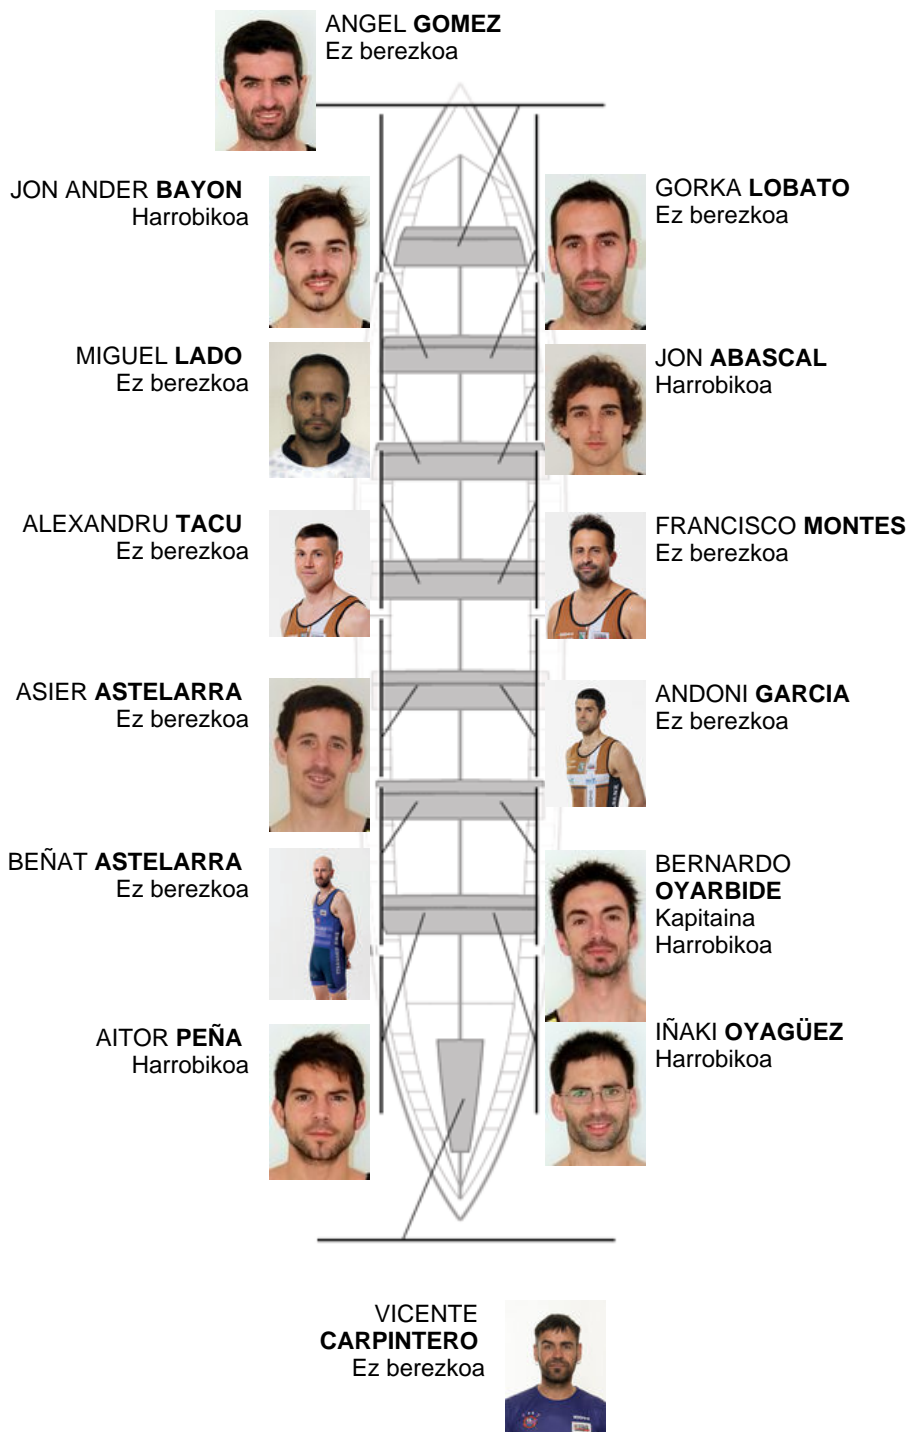 ANGEL GOMEZ
Ez berezkoa
JON ANDER BAYON
Harrobikoa
GORKA LOBATO
Ez berezkoa
MIGUEL LADO
Ez berezkoa
JON ABASCAL
Harrobikoa
ALEXANDRU TACU
Ez berezkoa
FRANCISCO MONTES
Ez berezkoa
ASIER ASTELARRA
Ez berezkoa
ANDONI GARCIA
Ez berezkoa
BEÑAT ASTELARRA
Ez berezkoa
BERNARDO
OYARBIDE
Kapitaina
Harrobikoa
AITOR PEÑA
Harrobikoa
IÑAKI OYAGÜEZ
Harrobikoa
VICENTE
CARPINTERO
Ez berezkoa